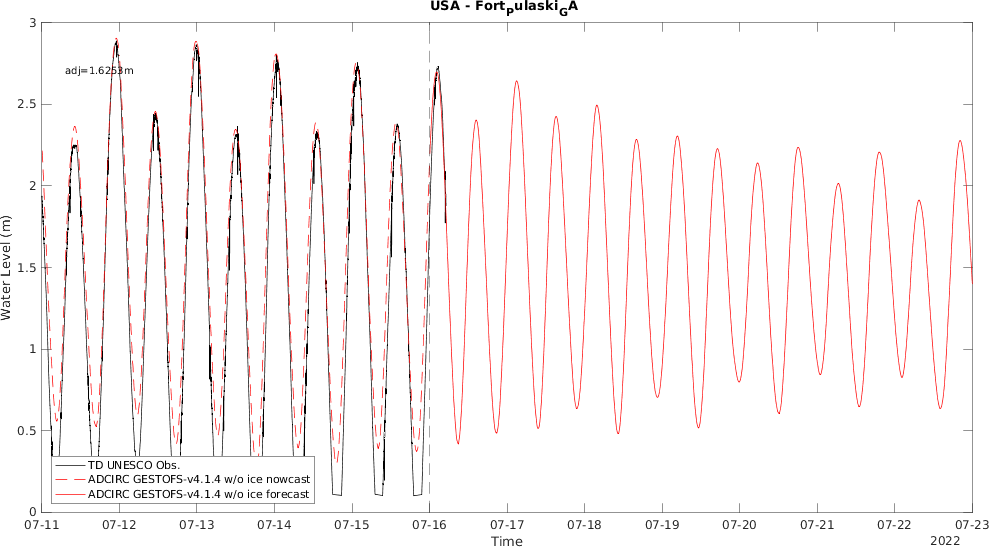 USA - FortPulaskiGA
adj=1.6253m
Water Level (m)
3
2.5
2
1.5
1
0.5
0
TD UNESCO Obs.
ADCIRC GESTOFS-v4.1.4 w/o ice nowcast
ADCIRC GESTOFS-v4.1.4 w/o ice forecast
07-11 07-12 07-13 07-14 07-15 07-16 07-17 07-18 07-19 07-20 07-21 07-22 07-23
Time
2022